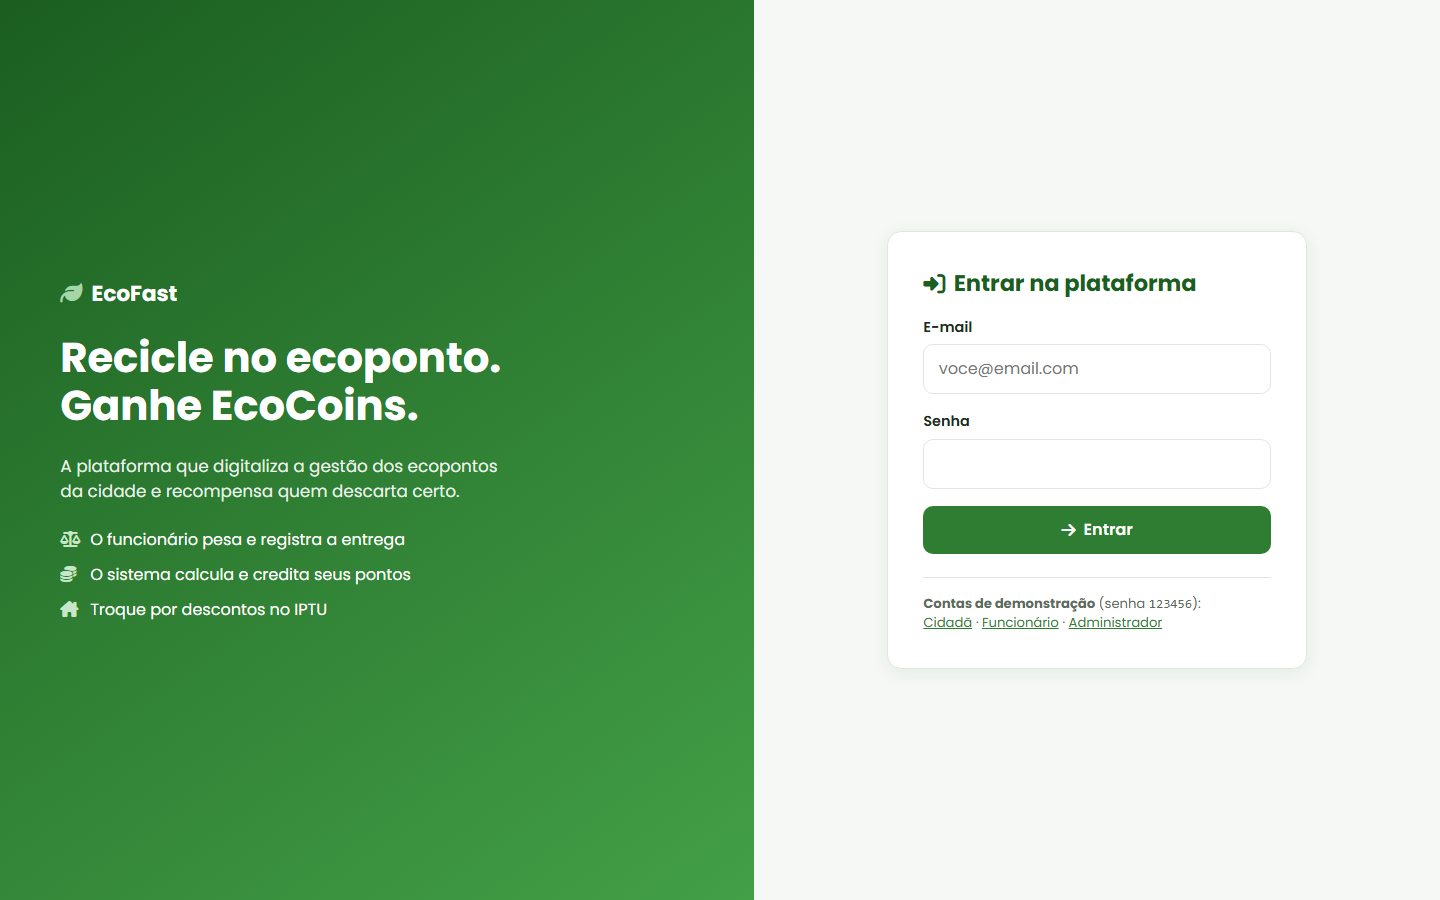 EcoFast
Recicle no ecoponto.
Ganhe EcoCoins.
A plataforma que digitaliza a gestão dos ecopontos
da cidade e recompensa quem descarta certo.
O funcionário pesa e registra a entrega
O sistema calcula e credita seus pontos
Troque por descontos no IPTU
Entrar na plataforma
E-mail
voce@email.com
Senha
Entrar
Contas de demonstração (senha 123456):
Cidadã · Funcionário · Administrador